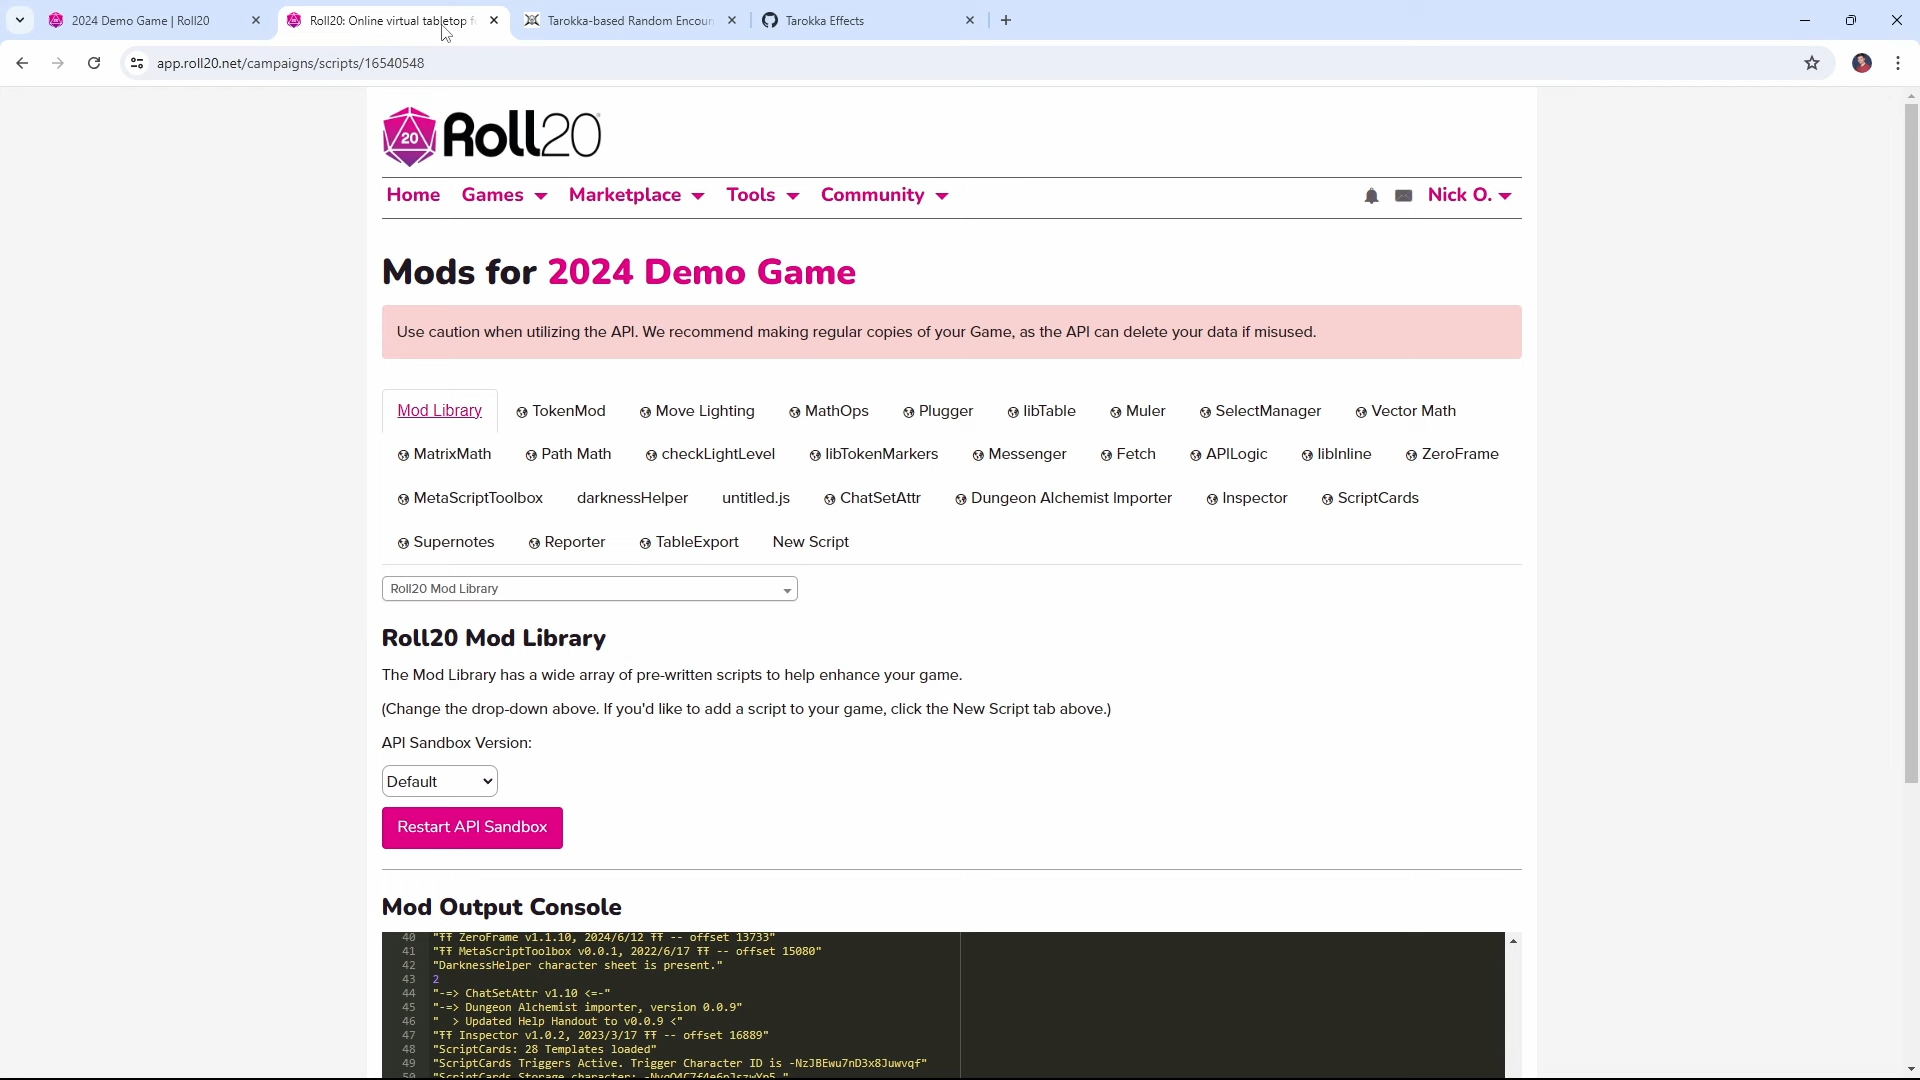 2024 Demo Game | Roll20
Roll20: Online virtual tabletop f
Tarokka-based Random Encoun
Tarokka Effects
app.roll20.net/campaigns/scripts/16540548
20 Roll20
Home Games Marketplace Tools Community Nick O.
Mods for 2024 Demo Game
Use caution when utilizing the API. We recommend making regular copies of your Game, as the API can delete your data if misused.
Mod Library TokenMod Move Lighting MathOps Plugger libTable Muler SelectManager Vector Math
MatrixMath Path Math checkLightLevel libTokenMarkers Messenger Fetch APILogic libInline ZeroFrame
MetaScriptToolbox darknessHelper untitled.js ChatSetAttr Dungeon Alchemist Importer Inspector ScriptCards
Supernotes Reporter TableExport New Script
Roll20 Mod Library
Roll20 Mod Library
The Mod Library has a wide array of pre-written scripts to help enhance your game.
(Change the drop-down above. If you'd like to add a script to your game, click the New Script tab above.)
API Sandbox Version:
Default
Restart API Sandbox
Mod Output Console
40 "ŦŦ ZeroFrame v1.1.10, 2024/6/12 ŦŦ -- offset 13733"
41 "ŦŦ MetaScriptToolbox v0.0.1, 2022/6/17 ŦŦ -- offset 15080"
42 "DarknessHelper character sheet is present."
43 2
44 "-=> ChatSetAttr v1.10 <=-"
45 "-=> Dungeon Alchemist importer, version 0.0.9"
46 " > Updated Help Handout to v0.0.9 <"
47 "ŦŦ Inspector v1.0.2, 2023/3/17 ŦŦ -- offset 16889"
48 "ScriptCards: 28 Templates loaded"
49 "ScriptCards Triggers Active. Trigger Character ID is -NzJBEwu7nD3x8Juwvqf"
50 "ScriptCards Storage character: